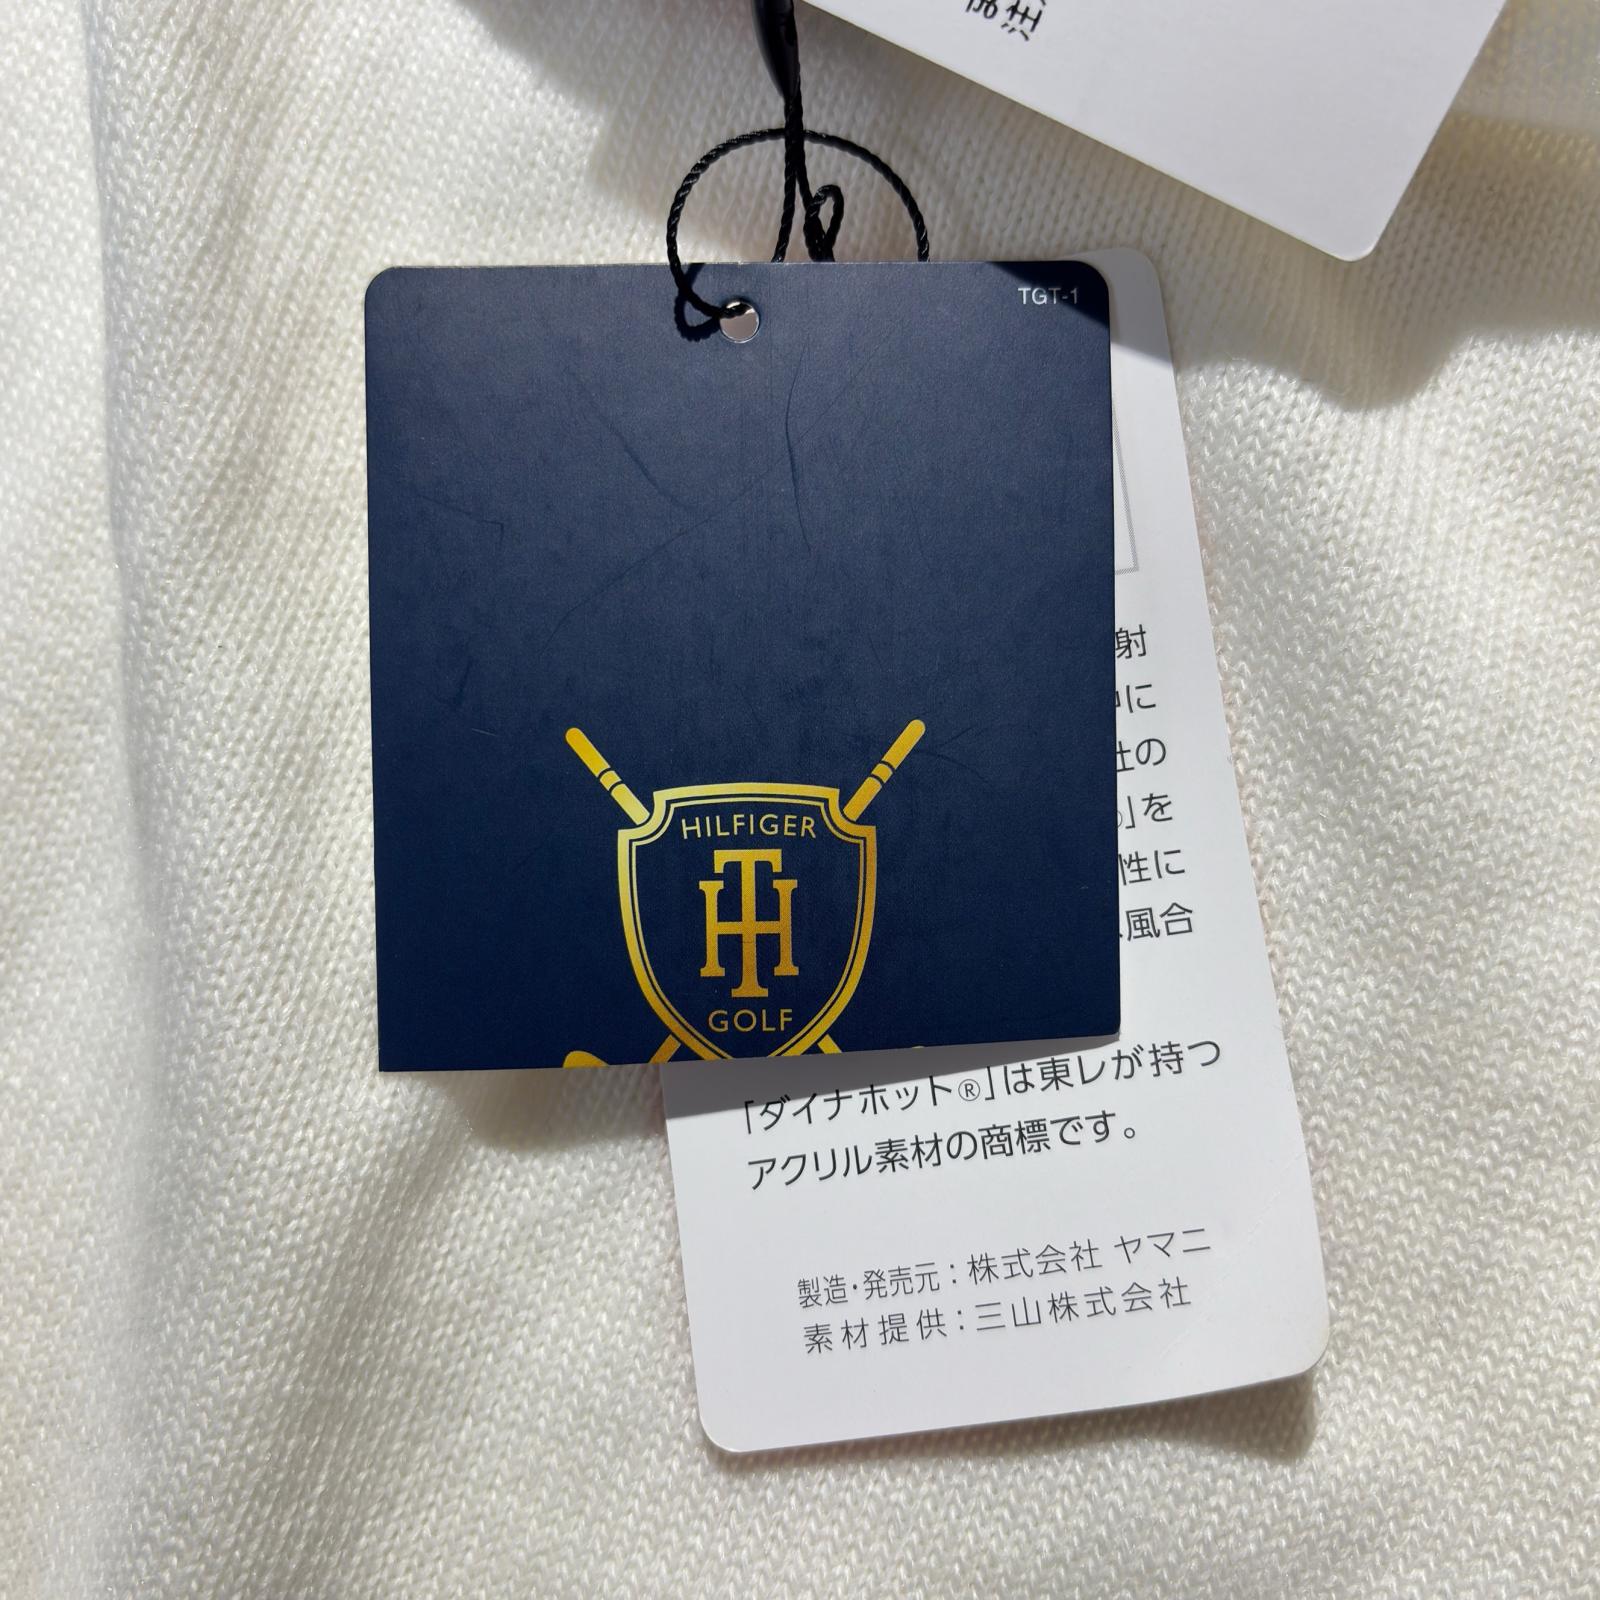 TGT-1
HILFIGER
TH
GOLF
射
に
社の
®」を
性に
風合
「ダイナホット®」は東レが持つ
アクリル素材の商標です。
製造・発売元：株式会社 ヤマニ
素材提供：三山株式会社